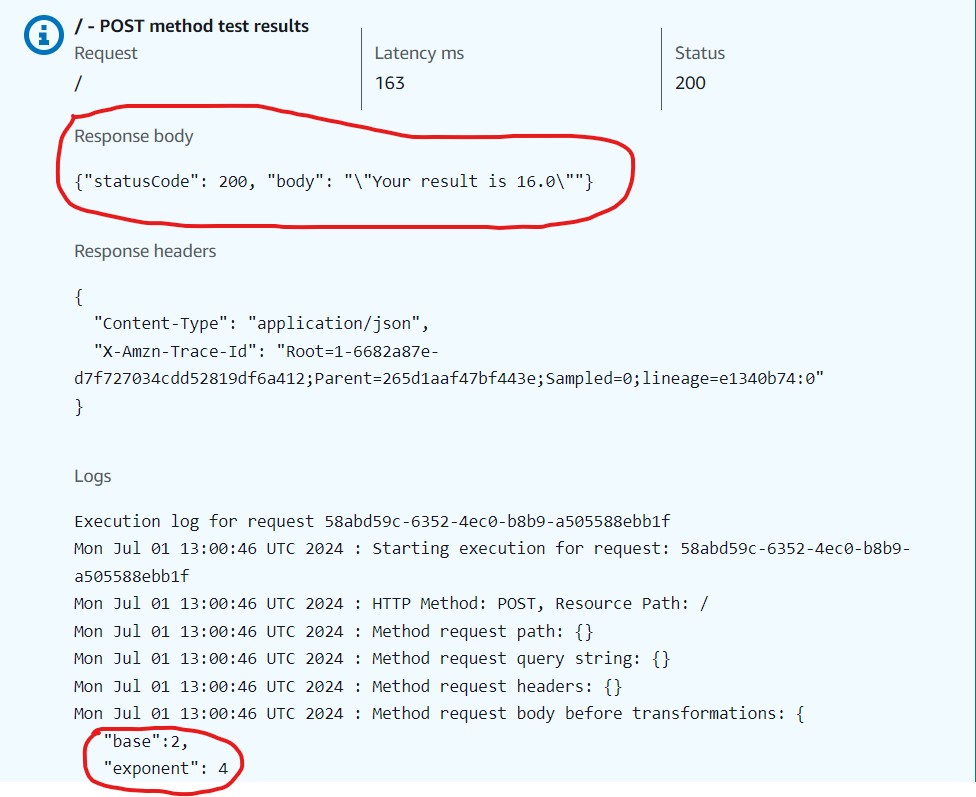 / - POST method test results
Request
/
Latency ms
163
Status
200
Response body
{"statusCode": 200, "body": "\"Your result is 16.0\""}
Response headers
{
"Content-Type": "application/json",
"X-Amzn-Trace-Id": "Root=1-6682a87e-
d7f727034cdd52819df6a412;Parent=265d1aaf47bf443e;Sampled=0;lineage=e1340b74:0"
}
Logs
Execution log for request 58abd59c-6352-4ec0-b8b9-a505588ebb1f
Mon Jul 01 13:00:46 UTC 2024 : Starting execution for request: 58abd59c-6352-4ec0-b8b9-
a505588ebb1f
Mon Jul 01 13:00:46 UTC 2024 : HTTP Method: POST, Resource Path: /
Mon Jul 01 13:00:46 UTC 2024 : Method request path: {}
Mon Jul 01 13:00:46 UTC 2024 : Method request query string: {}
Mon Jul 01 13:00:46 UTC 2024 : Method request headers: {}
Mon Jul 01 13:00:46 UTC 2024 : Method request body before transformations: {
"base":2,
"exponent": 4